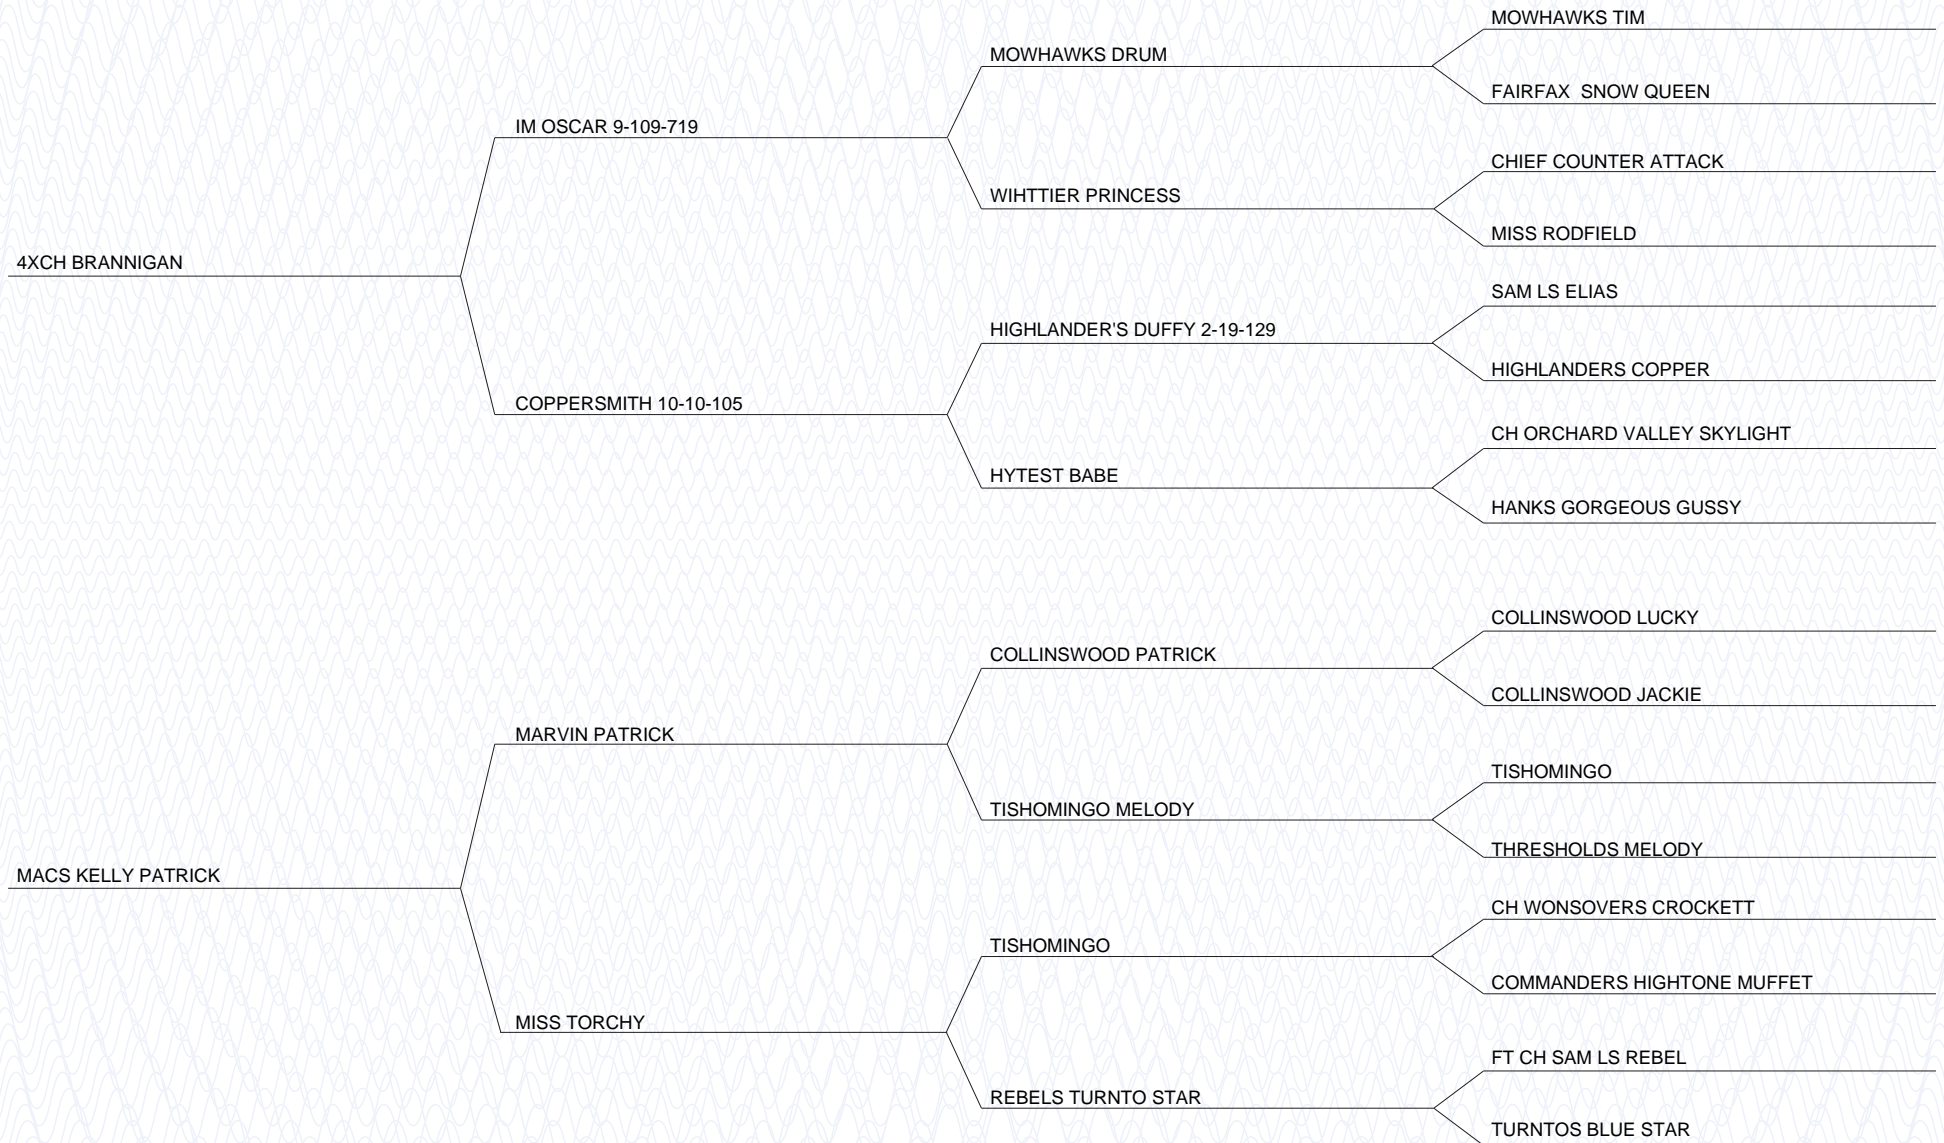 MOWHAWKS TIM
MOWHAWKS DRUM
FAIRFAX  SNOW QUEEN
IM OSCAR 9-109-719
CHIEF COUNTER ATTACK
WIHTTIER PRINCESS
MISS RODFIELD
4XCH BRANNIGAN
SAM LS ELIAS
HIGHLANDER'S DUFFY 2-19-129
HIGHLANDERS COPPER
COPPERSMITH 10-10-105
CH ORCHARD VALLEY SKYLIGHT
HYTEST BABE
HANKS GORGEOUS GUSSY
COLLINSWOOD LUCKY
COLLINSWOOD PATRICK
COLLINSWOOD JACKIE
MARVIN PATRICK
TISHOMINGO
TISHOMINGO MELODY
THRESHOLDS MELODY
MACS KELLY PATRICK
CH WONSOVERS CROCKETT
TISHOMINGO
COMMANDERS HIGHTONE MUFFET
MISS TORCHY
FT CH SAM LS REBEL
REBELS TURNTO STAR
TURNTOS BLUE STAR